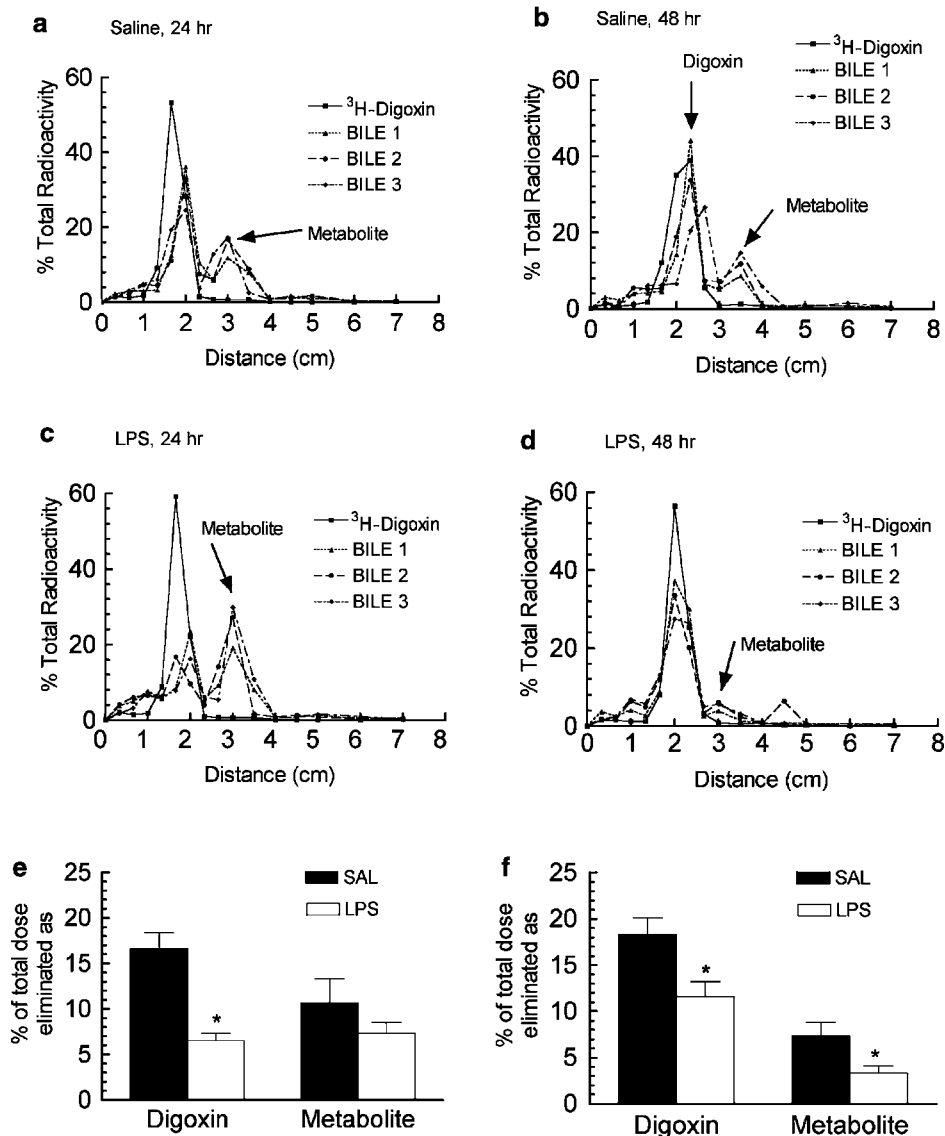 a
Saline, 24 hr
60
40
20
0
% Total Radioactivity
³H-Digoxin
BILE 1
BILE 2
BILE 3
Metabolite
0 1 2 3 4 5 6 7 8
Distance (cm)
b
Saline, 48 hr
60
40
20
0
% Total Radioactivity
Digoxin
³H-Digoxin
BILE 1
BILE 2
BILE 3
Metabolite
0 1 2 3 4 5 6 7 8
Distance (cm)
c
LPS, 24 hr
60
40
20
0
% Total Radioactivity
Metabolite
³H-Digoxin
BILE 1
BILE 2
BILE 3
0 1 2 3 4 5 6 7 8
Distance (cm)
d
LPS, 48 hr
60
40
20
0
% Total Radioactivity
³H-Digoxin
BILE 1
BILE 2
BILE 3
Metabolite
0 1 2 3 4 5 6 7 8
Distance (cm)
e
25
20
15
10
5
0
% of total dose
eliminated as
SAL
LPS
*
Digoxin Metabolite
f
25
20
15
10
5
0
% of total dose
eliminated as
SAL
LPS
*
*
Digoxin Metabolite